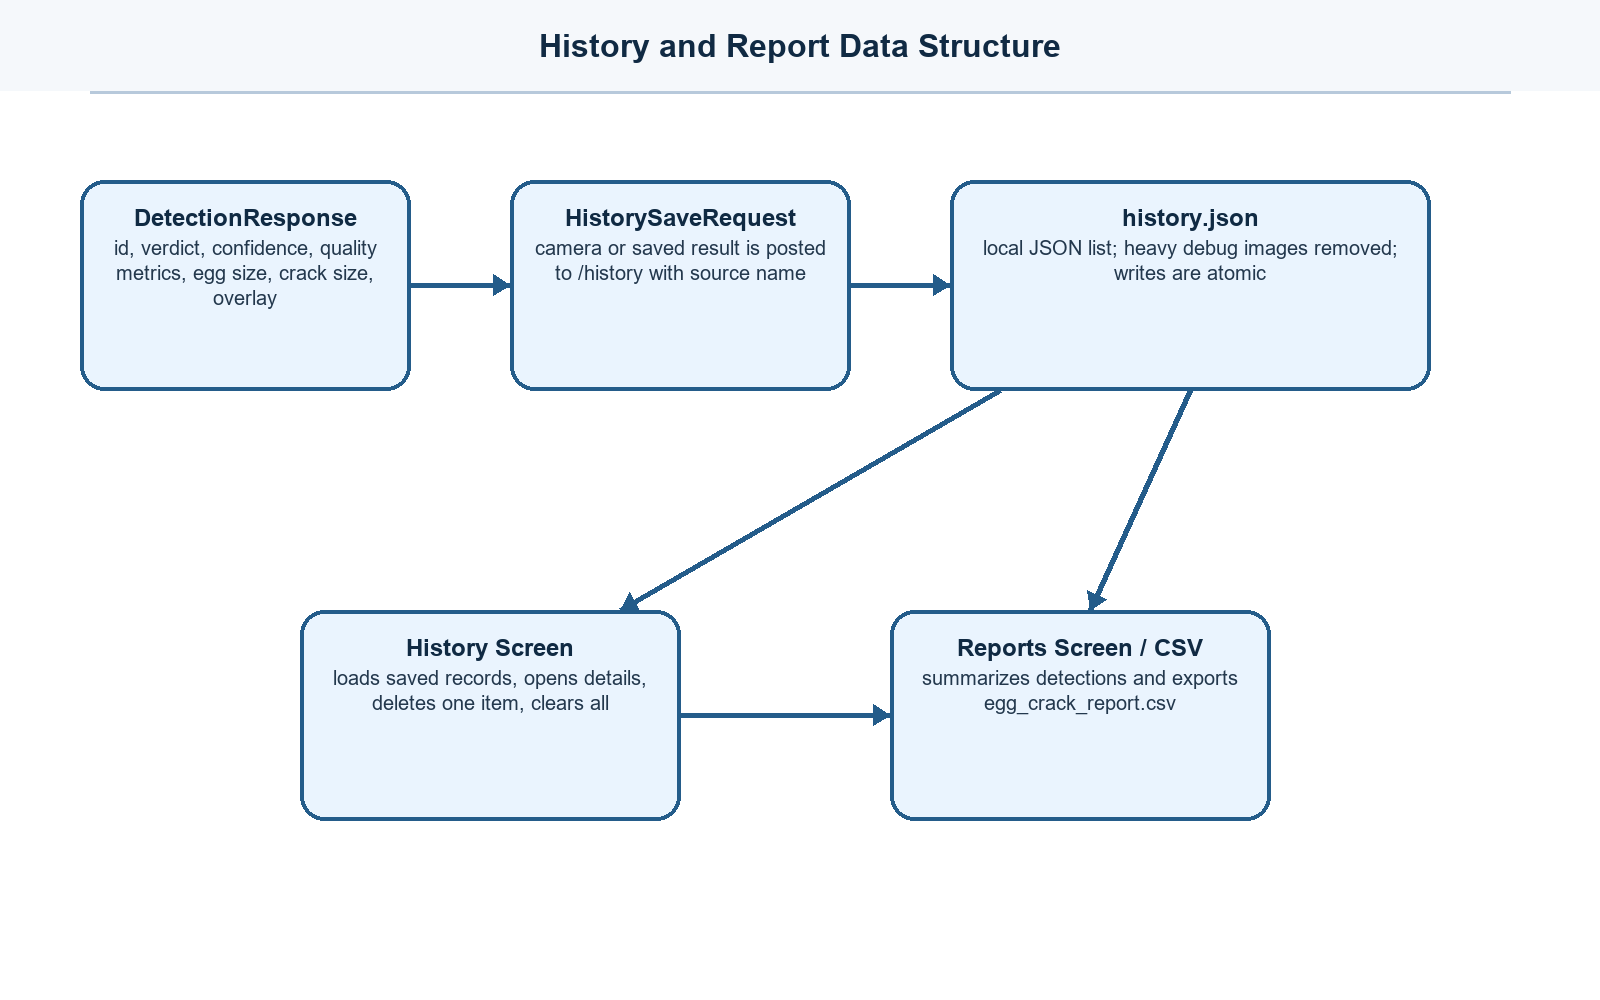 History and Report Data Structure
DetectionResponse
id, verdict, confidence, quality
metrics, egg size, crack size,
overlay
HistorySaveRequest
camera or saved result is posted
to /history with source name
history.json
local JSON list; heavy debug images removed;
writes are atomic
History Screen
loads saved records, opens details,
deletes one item, clears all
Reports Screen / CSV
summarizes detections and exports
egg_crack_report.csv